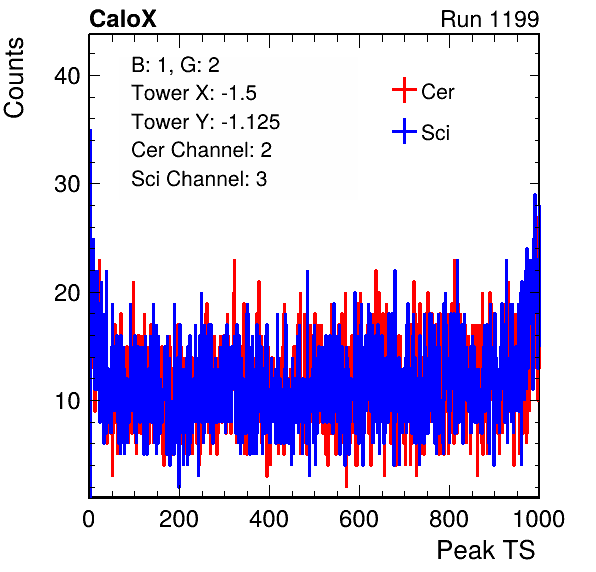 CaloX Run 1199
Counts
B: 1, G: 2
Tower X: -1.5
Tower Y: -1.125
Cer Channel: 2
Sci Channel: 3
Cer
Sci
40
30
20
10
0 200 400 600 800 1000
Peak TS